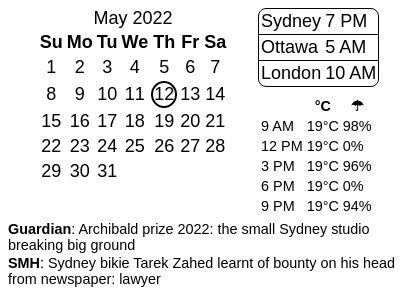 May 2022
Su Mo Tu We Th Fr Sa
1 2 3 4 5 6 7
8 9 10 11 12 13 14
15 16 17 18 19 20 21
22 23 24 25 26 27 28
29 30 31
Sydney 7 PM
Ottawa 5 AM
London 10 AM
°C ☂
9 AM 19°C 98%
12 PM 19°C 0%
3 PM 19°C 96%
6 PM 19°C 0%
9 PM 19°C 94%
Guardian: Archibald prize 2022: the small Sydney studio
breaking big ground
SMH: Sydney bikie Tarek Zahed learnt of bounty on his head
from newspaper: lawyer